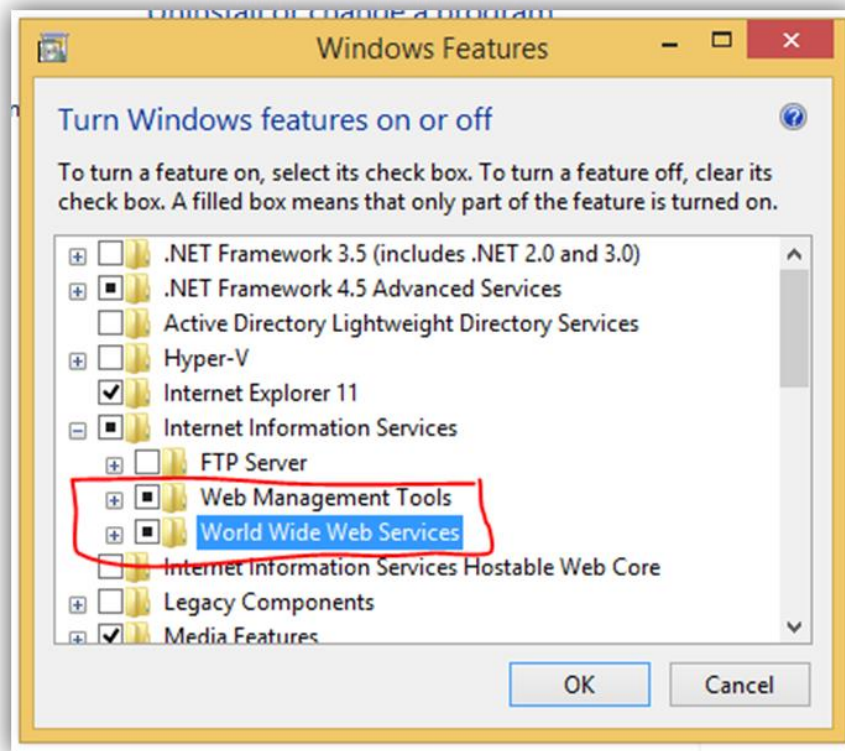 Uninstall or change a program
Windows Features
Turn Windows features on or off
To turn a feature on, select its check box. To turn a feature off, clear its
check box. A filled box means that only part of the feature is turned on.
.NET Framework 3.5 (includes .NET 2.0 and 3.0)
.NET Framework 4.5 Advanced Services
Active Directory Lightweight Directory Services
Hyper-V
Internet Explorer 11
Internet Information Services
FTP Server
Web Management Tools
World Wide Web Services
Internet Information Services Hostable Web Core
Legacy Components
Media Features
OK Cancel